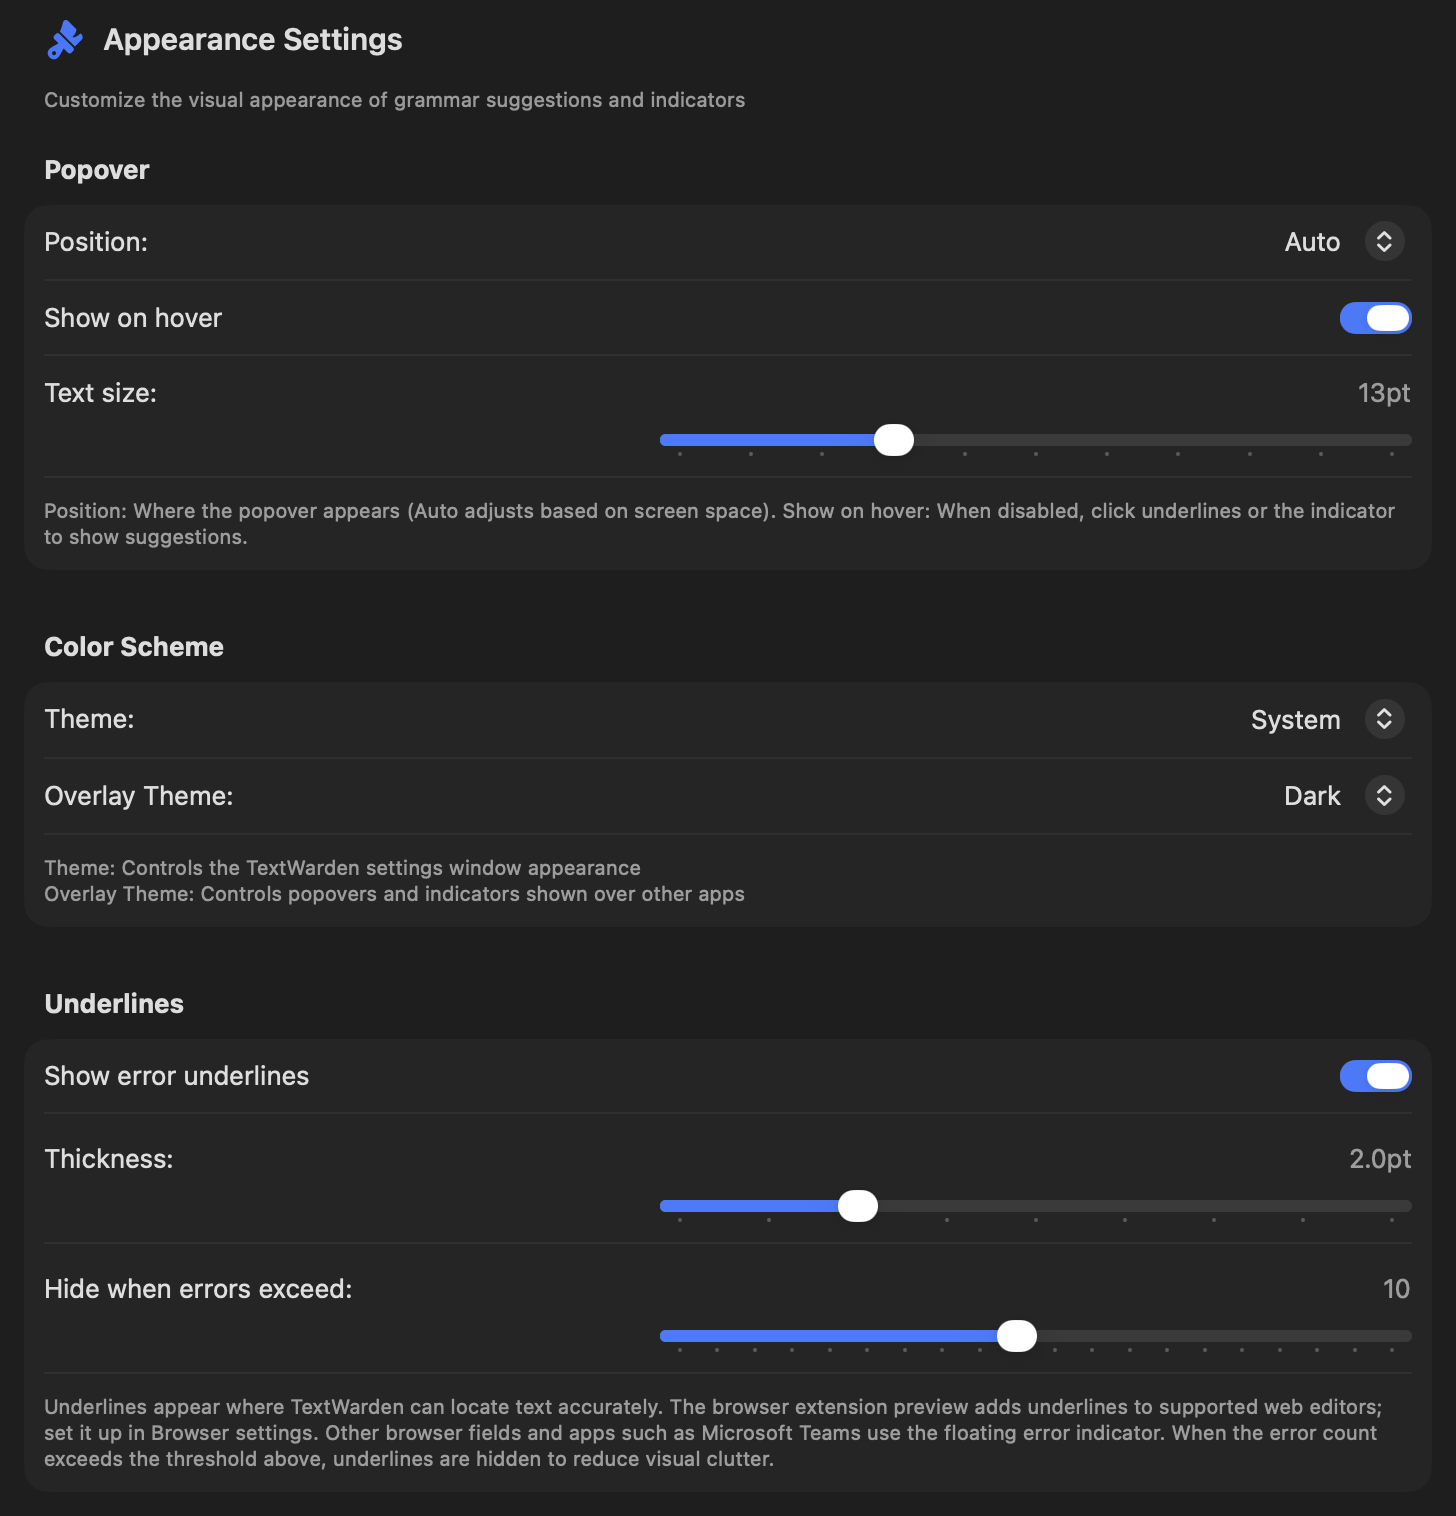 Appearance Settings
Customize the visual appearance of grammar suggestions and indicators
Popover
Position:
Auto
Show on hover
Text size:
13pt
Position: Where the popover appears (Auto adjusts based on screen space). Show on hover: When disabled, click underlines or the indicator
to show suggestions.
Color Scheme
Theme:
System
Overlay Theme:
Dark
Theme: Controls the TextWarden settings window appearance
Overlay Theme: Controls popovers and indicators shown over other apps
Underlines
Show error underlines
Thickness:
2.0pt
Hide when errors exceed:
10
Underlines appear where TextWarden can locate text accurately. The browser extension preview adds underlines to supported web editors;
set it up in Browser settings. Other browser fields and apps such as Microsoft Teams use the floating error indicator. When the error count
exceeds the threshold above, underlines are hidden to reduce visual clutter.